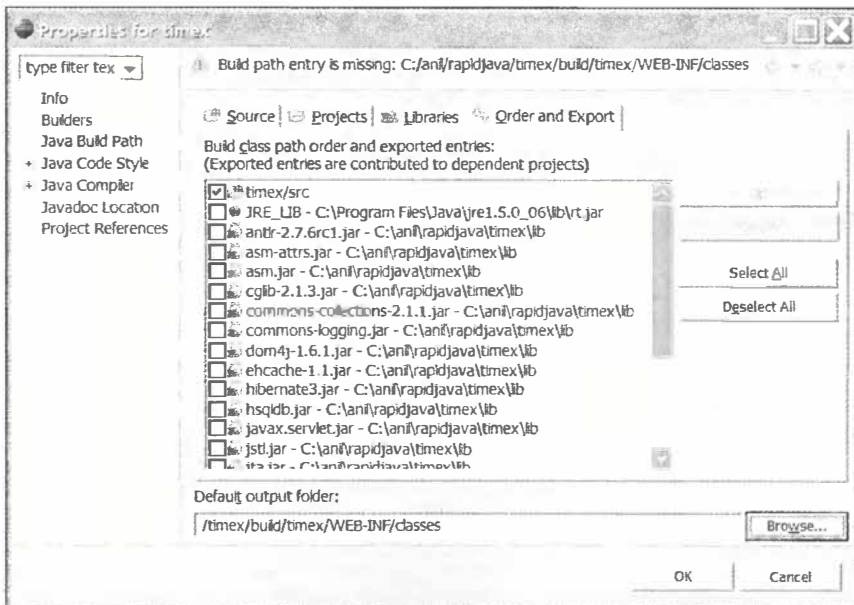 Properties for timex
type filter tex
Build path entry is missing: C:/anil/rapidjava/timex/build/timex/WEB-INF/classes
Info
Builders
Java Build Path
Java Code Style
Java Compiler
Javadoc Location
Project References
Source
Projects
Libraries
Order and Export
Build class path order and exported entries:
(Exported entries are contributed to dependent projects)
timex/src
JRE_LIB - C:\Program Files\Java\jre1.5.0_06\lib\rt.jar
antlr-2.7.6rc1.jar - C:\anil\rapidjava\timex\lib
asm-attrs.jar - C:\anil\rapidjava\timex\lib
asm.jar - C:\anil\rapidjava\timex\lib
cglib-2.1.3.jar - C:\anil\rapidjava\timex\lib
commons-collections-2.1.1.jar - C:\anil\rapidjava\timex\lib
commons-logging.jar - C:\anil\rapidjava\timex\lib
dom4j-1.6.1.jar - C:\anil\rapidjava\timex\lib
ehcache-1.1.jar - C:\anil\rapidjava\timex\lib
hibernate3.jar - C:\anil\rapidjava\timex\lib
hsqldb.jar - C:\anil\rapidjava\timex\lib
javax.servlet.jar - C:\anil\rapidjava\timex\lib
jstl.jar - C:\anil\rapidjava\timex\lib
jta.jar - C:\anil\rapidjava\timex\lib
Select All
Deselect All
Default output folder:
/timex/build/timex/WEB-INF/classes
Browse...
OK
Cancel